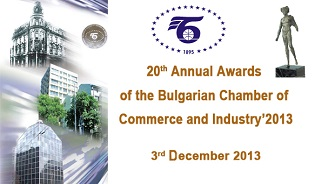 1895
20th Annual Awards
of the Bulgarian Chamber of
Commerce and Industry'2013
3rd December 2013